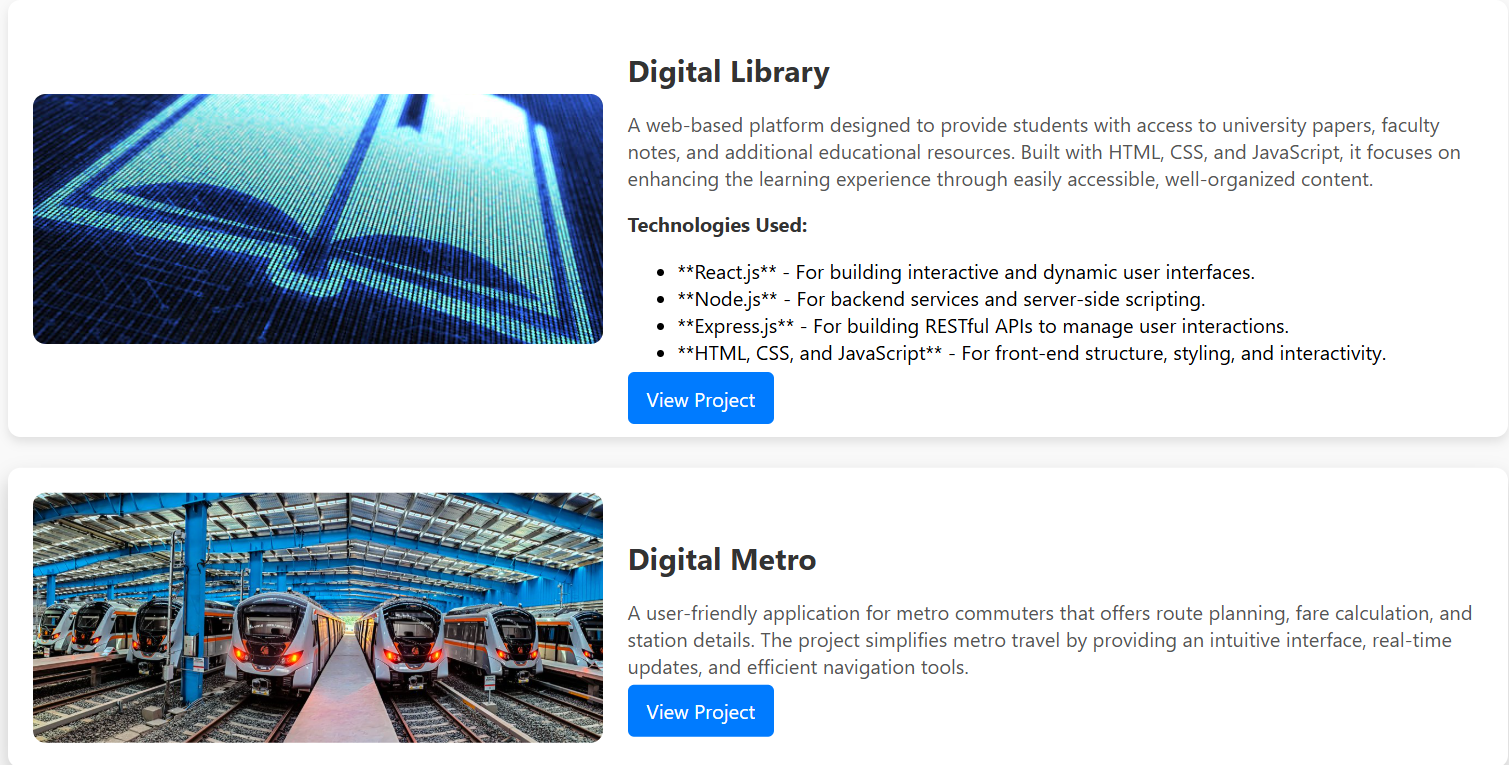 Digital Library
A web-based platform designed to provide students with access to university papers, faculty
notes, and additional educational resources. Built with HTML, CSS, and JavaScript, it focuses on
enhancing the learning experience through easily accessible, well-organized content.
Technologies Used:
• **React.js** - For building interactive and dynamic user interfaces.
• **Node.js** - For backend services and server-side scripting.
• **Express.js** - For building RESTful APIs to manage user interactions.
• **HTML, CSS, and JavaScript** - For front-end structure, styling, and interactivity.
View Project
Digital Metro
A user-friendly application for metro commuters that offers route planning, fare calculation, and
station details. The project simplifies metro travel by providing an intuitive interface, real-time
updates, and efficient navigation tools.
View Project